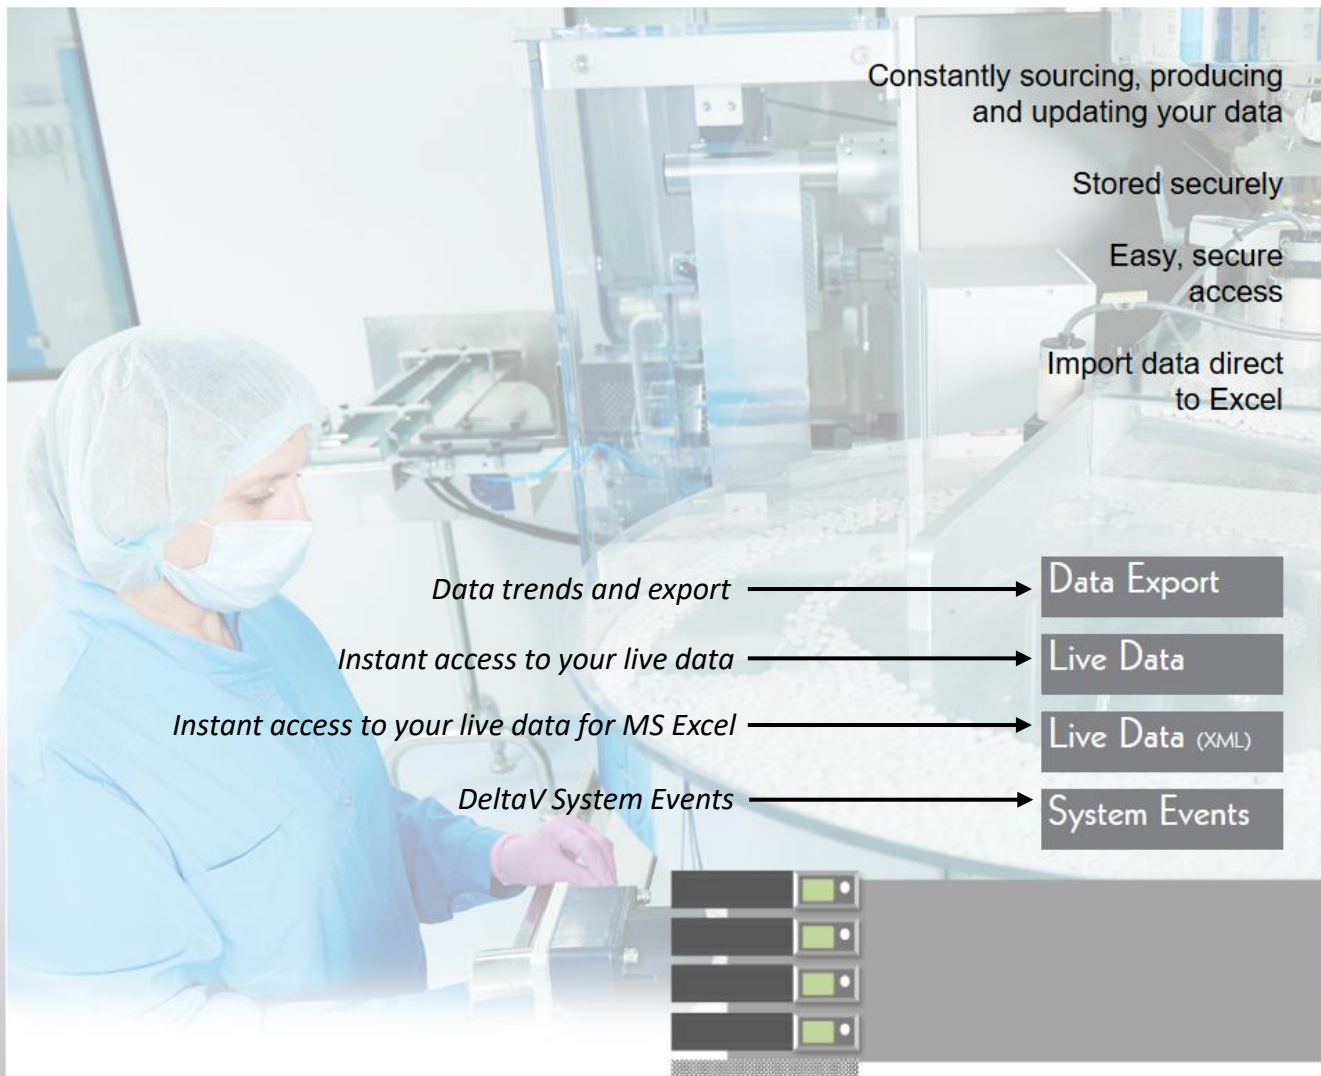 Constantly sourcing, producing
and updating your data
Stored securely
Easy, secure
access
Import data direct
to Excel
Data trends and export
Data Export
Instant access to your live data
Live Data
Instant access to your live data for MS Excel
Live Data (XML)
DeltaV System Events
System Events